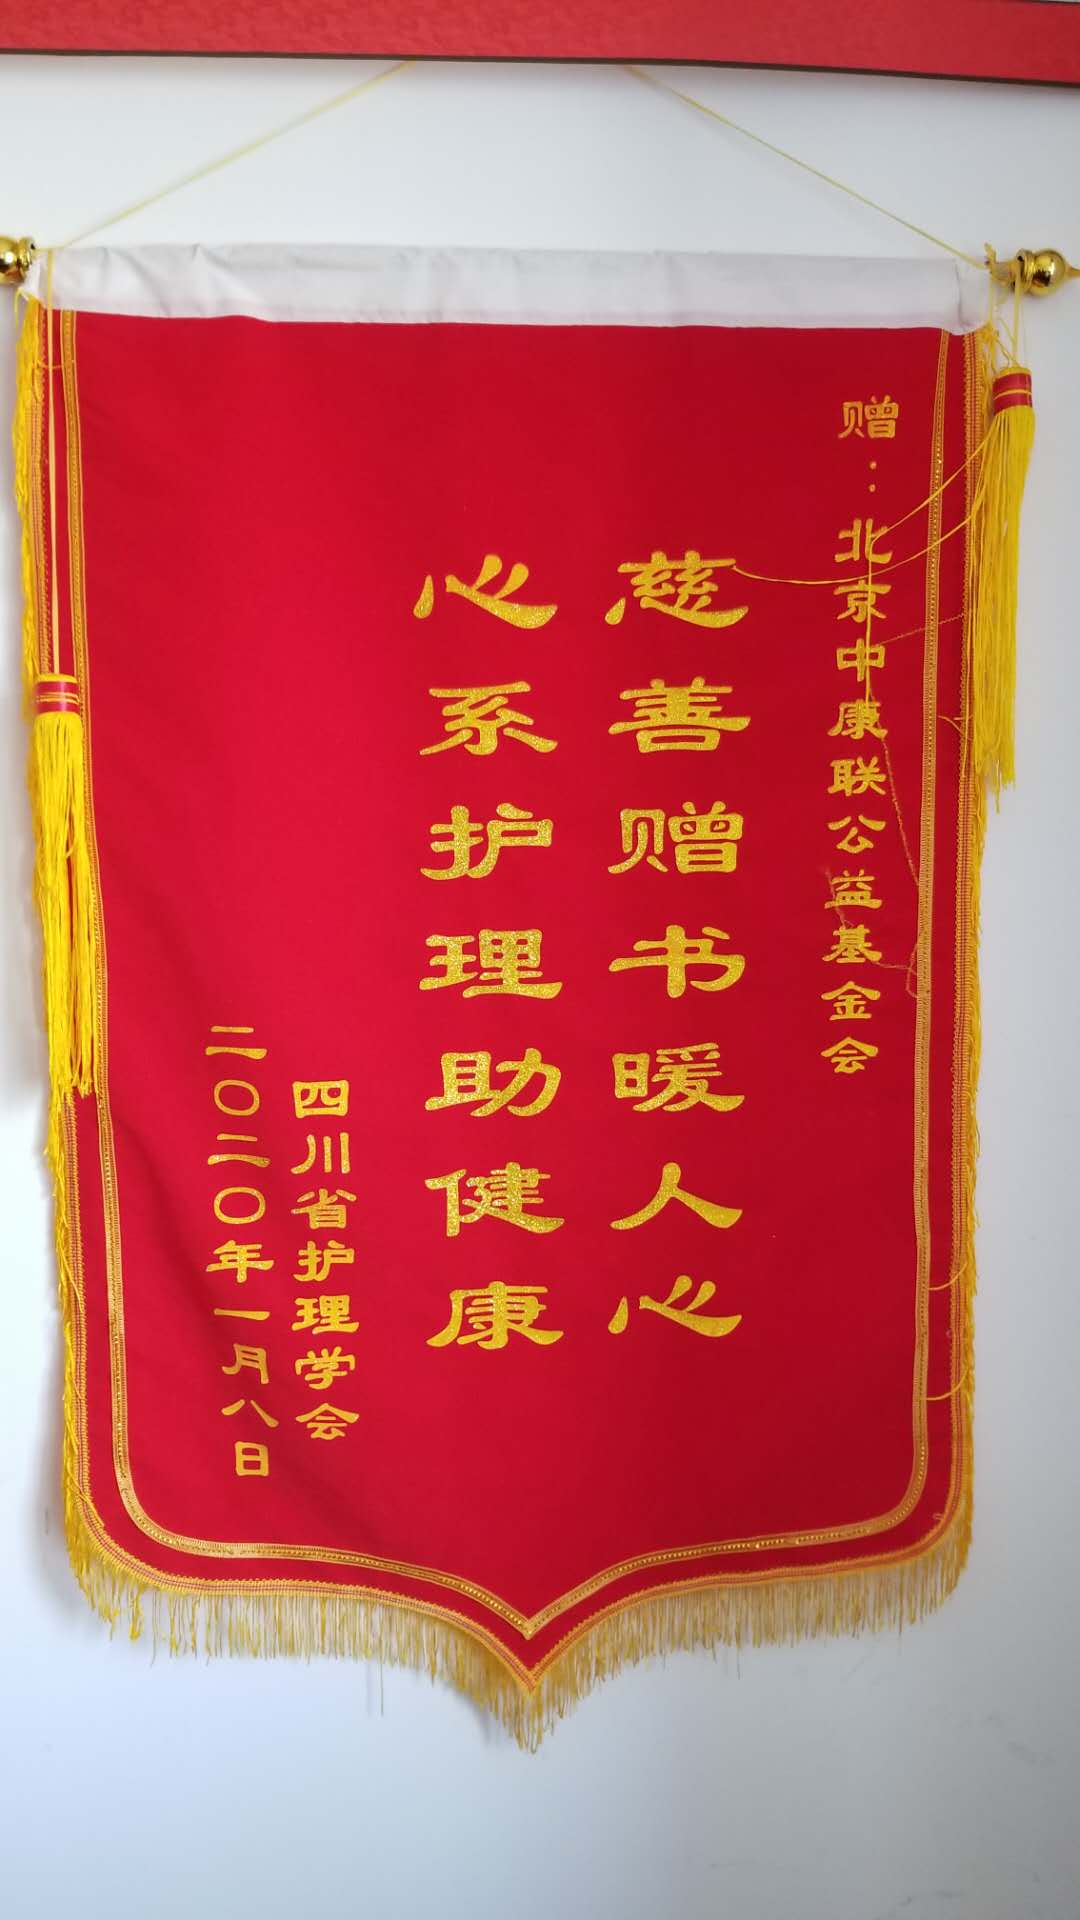 赠：北京中康联公益基金会
慈善赠书暖人心
心系护理助健康
四川省护理学会
二〇二〇年一月八日